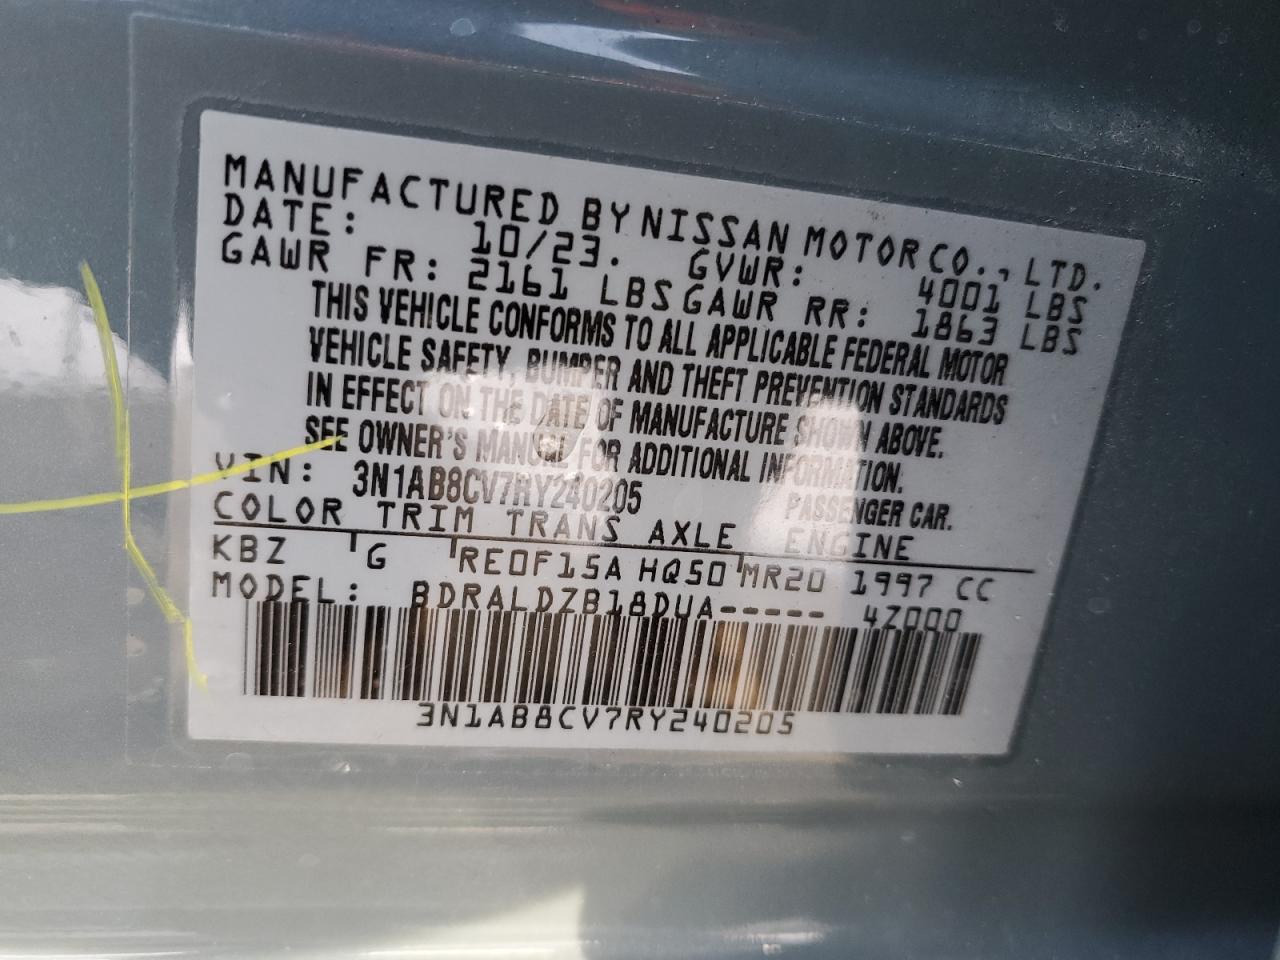 MANUFACTURED BY NISSAN MOTOR CO., LTD.
DATE: 10/23. GVWR: 4001 LBS
GAWR FR: 2161 LBS GAWR RR: 1863 LBS
THIS VEHICLE CONFORMS TO ALL APPLICABLE FEDERAL MOTOR
VEHICLE SAFETY, BUMPER AND THEFT PREVENTION STANDARDS
IN EFFECT ON THE DATE OF MANUFACTURE SHOWN ABOVE.
SEE OWNER'S MANUAL FOR ADDITIONAL INFORMATION.
VIN: 3N1AB8CV7RY240205 PASSENGER CAR.
COLOR TRIM TRANS AXLE ENGINE
KBZ G RE0F15A HQ50 MR20 1997 CC
MODEL: BDRALDZB18DUA----- 4Z000
3N1AB8CV7RY240205